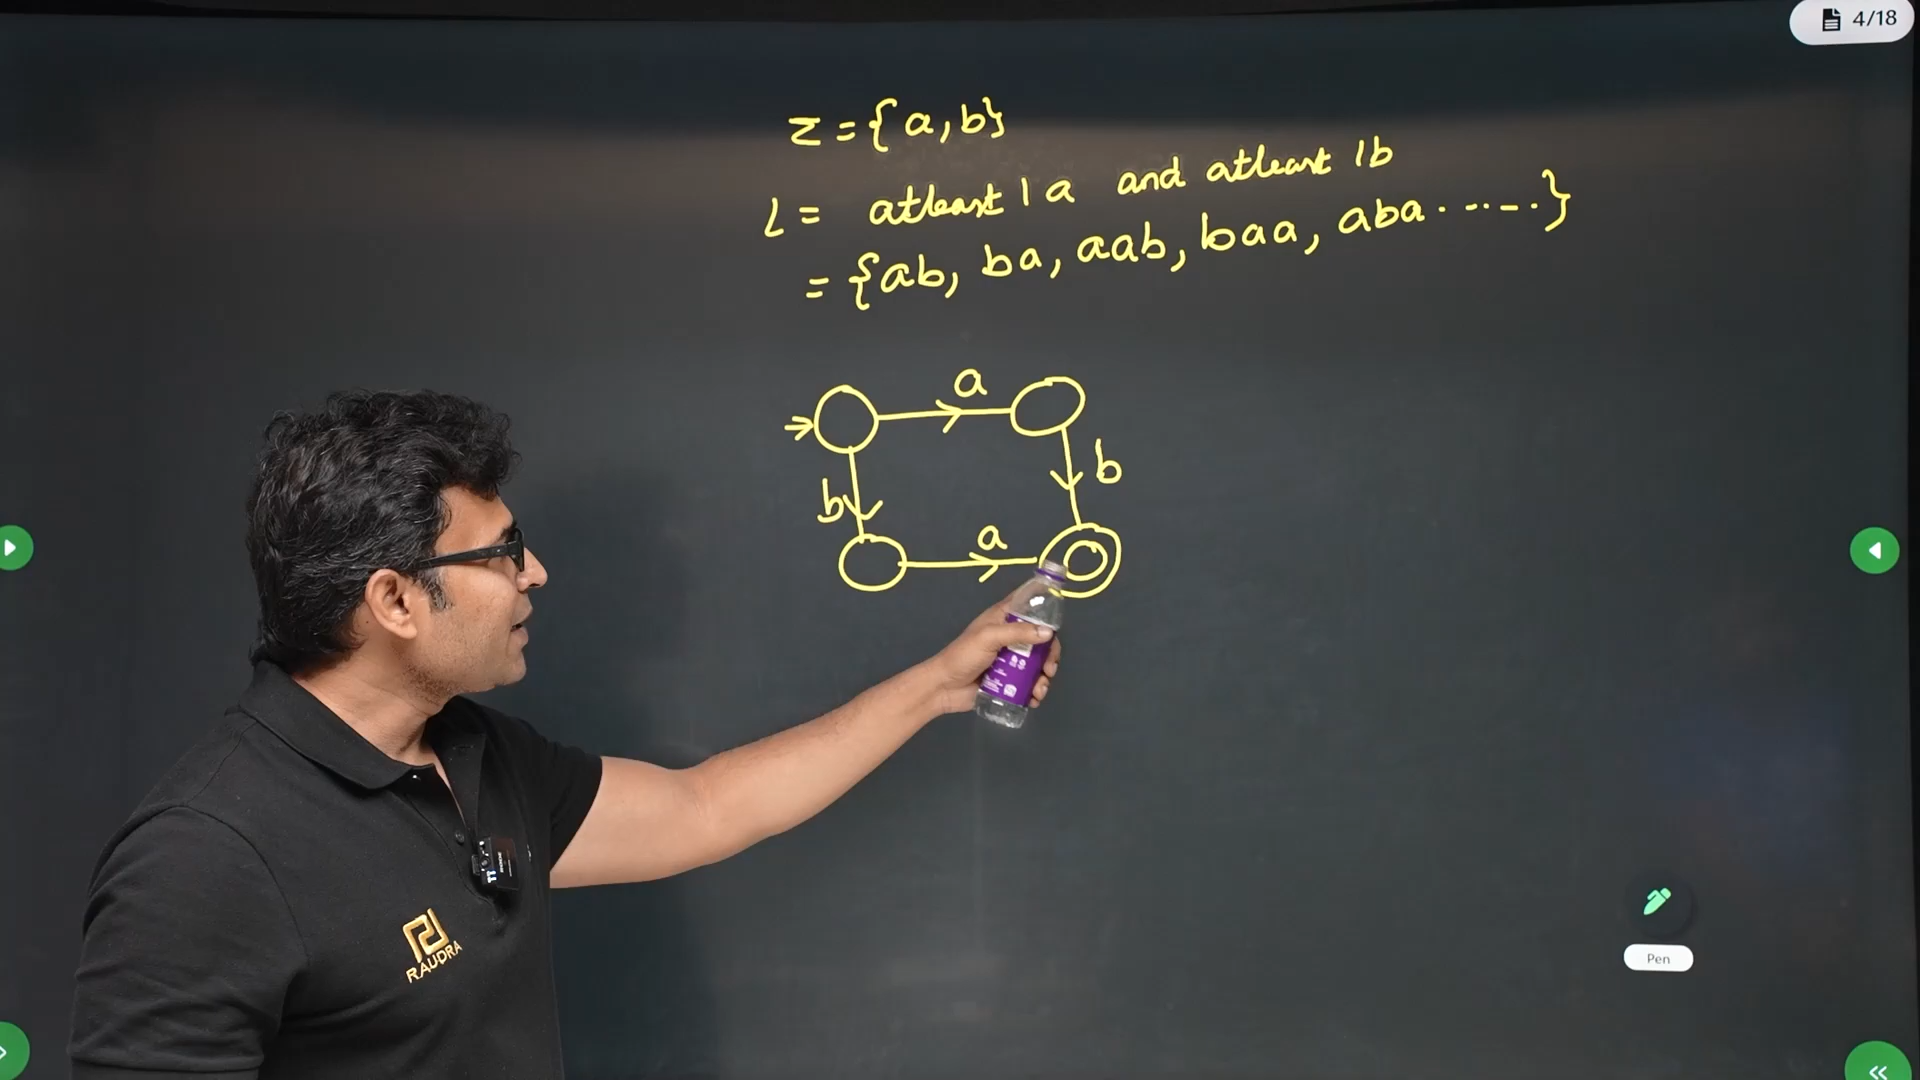 4/18
Σ = {a, b}
L = atleast 1 a and atleast 1b
= {ab, ba, aab, baa, aba ......}
a
b
b
a
RAUDRA
Pen